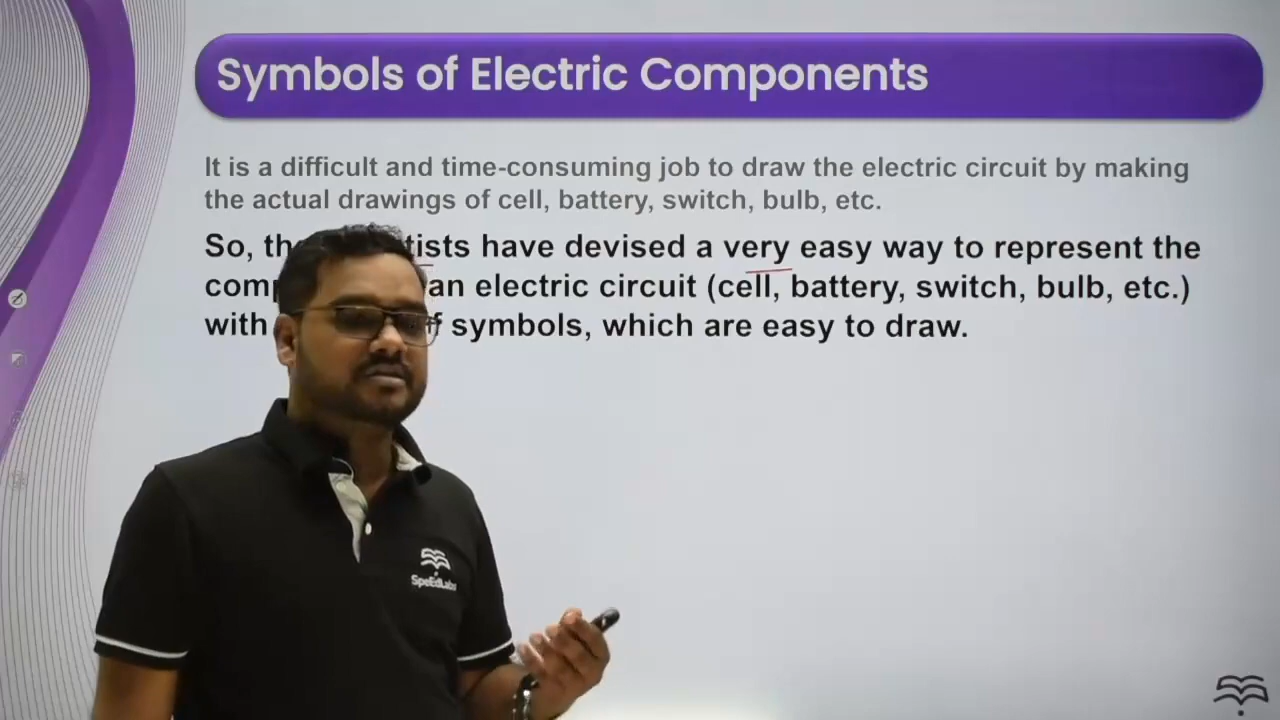 Symbols of Electric Components
It is a difficult and time-consuming job to draw the electric circuit by making
the actual drawings of cell, battery, switch, bulb, etc.
So, tists have devised a very easy way to represent the
an electric circuit (cell, battery, switch, bulb, etc.)
with symbols, which are easy to draw.
SpeEdLabs